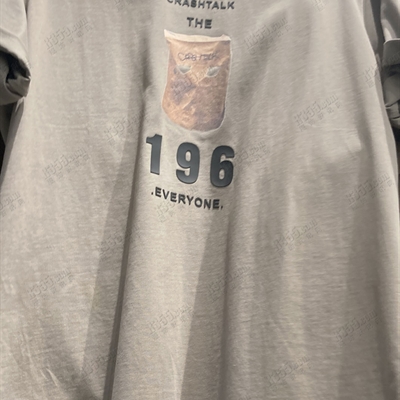 CRASHTALK
THE
196
.EVERYONE.